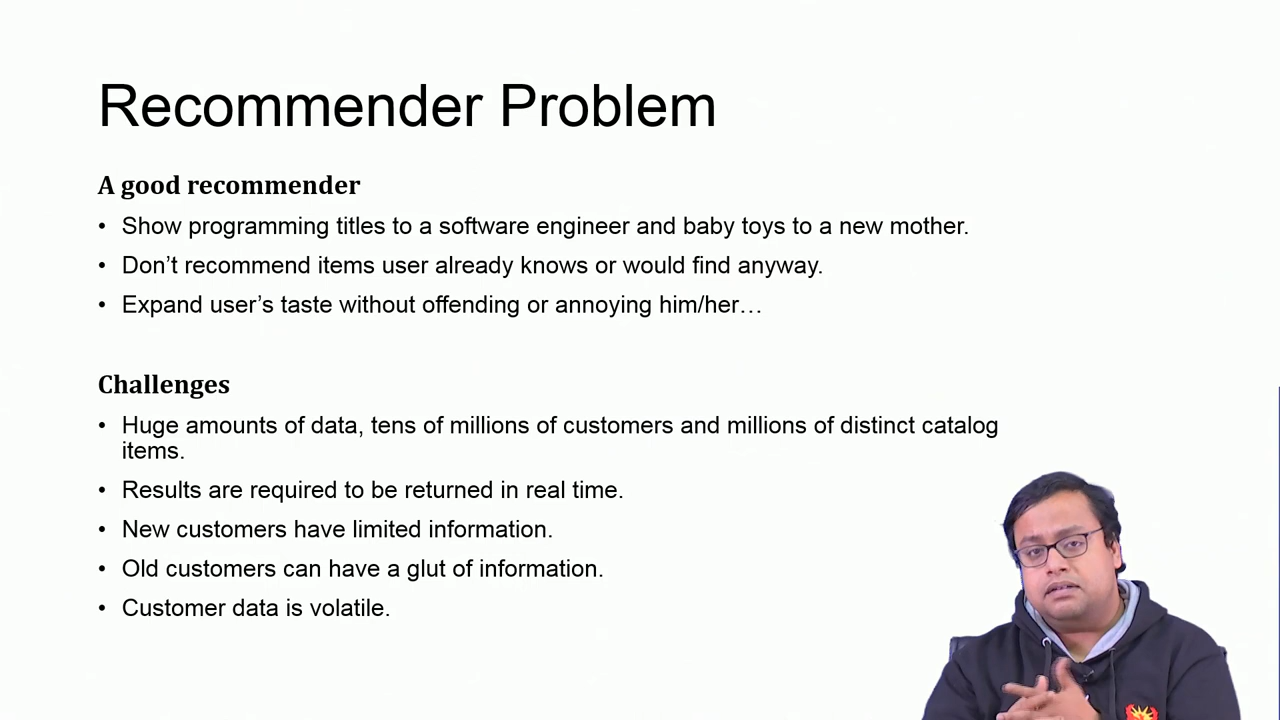 Recommender Problem
A good recommender
• Show programming titles to a software engineer and baby toys to a new mother.
• Don’t recommend items user already knows or would find anyway.
• Expand user’s taste without offending or annoying him/her…
Challenges
• Huge amounts of data, tens of millions of customers and millions of distinct catalog
items.
• Results are required to be returned in real time.
• New customers have limited information.
• Old customers can have a glut of information.
• Customer data is volatile.